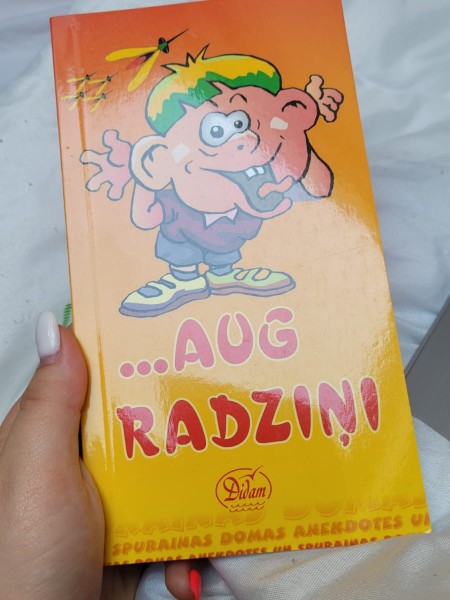 ...AUG
RADZIŅI
Didam
SPURAINAS DOMAS ANEKDOTES UN
DOMAS ANEKDOTES UN SPURAINAS